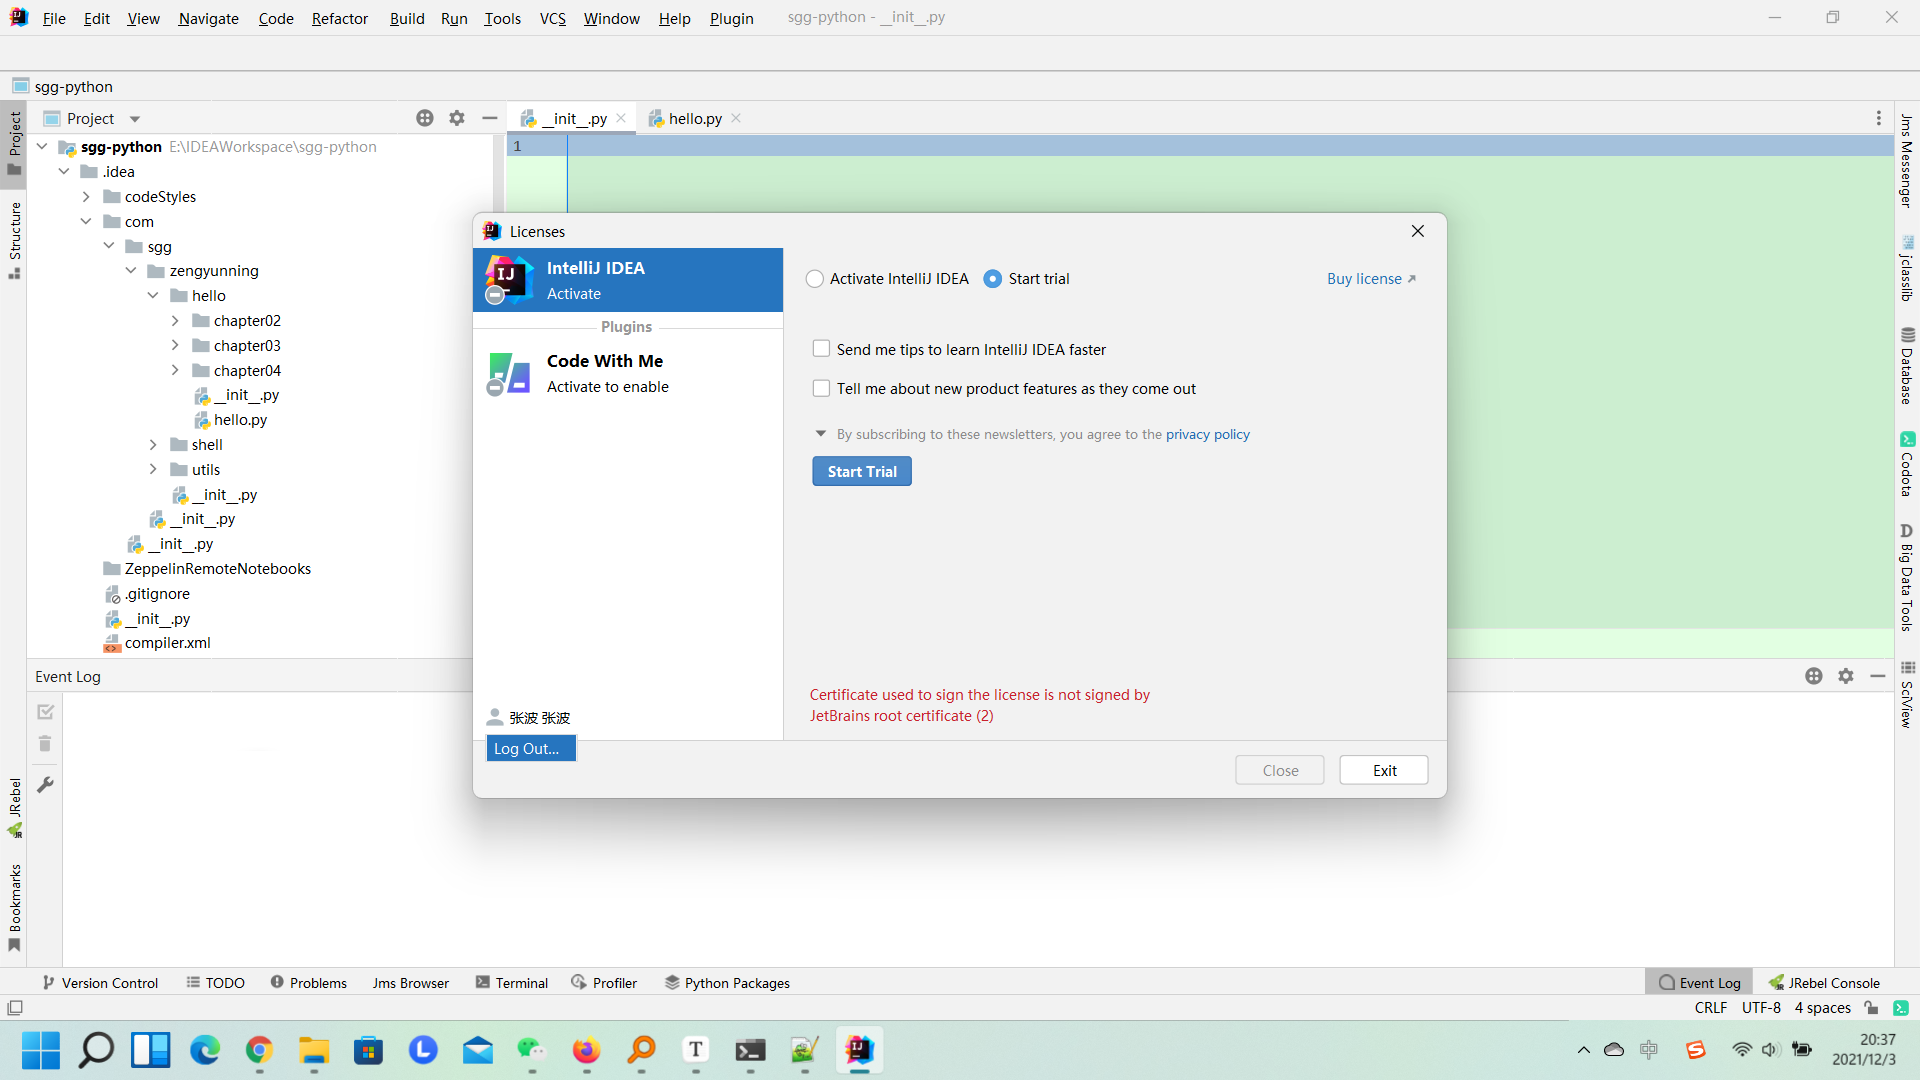 File Edit View Navigate Code Refactor Build Run Tools VCS Window Help Plugin sgg-python - __init__.py
sgg-python
Project
__init__.py
hello.py
sgg-python E:\IDEAWorkspace\sgg-python
1
.idea
codeStyles
com
sgg
zengyunning
hello
chapter02
chapter03
chapter04
__init__.py
hello.py
shell
utils
__init__.py
__init__.py
__init__.py
ZeppelinRemoteNotebooks
.gitignore
__init__.py
compiler.xml
Project
Structure
JRebel
Bookmarks
Licenses
IntelliJ IDEA
Activate
Plugins
Code With Me
Activate to enable
张波 张波
Log Out...
Activate IntelliJ IDEA Start trial Buy license
Send me tips to learn IntelliJ IDEA faster
Tell me about new product features as they come out
By subscribing to these newsletters, you agree to the privacy policy
Start Trial
Certificate used to sign the license is not signed by
JetBrains root certificate (2)
Close Exit
Jms Messenger
jclasslib
Database
Codota
Big Data Tools
SciView
Event Log
Version Control TODO Problems Jms Browser Terminal Profiler Python Packages Event Log JRebel Console
CRLF UTF-8 4 spaces
中
20:37
2021/12/3